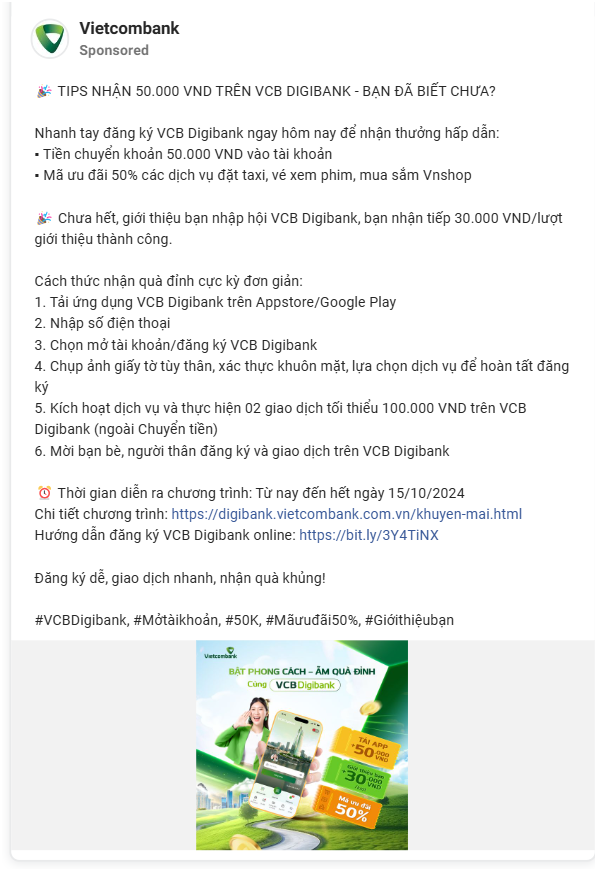 Vietcombank
Sponsored
🎉 TIPS NHẬN 50.000 VND TRÊN VCB DIGIBANK - BẠN ĐÃ BIẾT CHƯA?
Nhanh tay đăng ký VCB Digibank ngay hôm nay để nhận thưởng hấp dẫn:
▪ Tiền chuyển khoản 50.000 VND vào tài khoản
▪ Mã ưu đãi 50% các dịch vụ đặt taxi, vé xem phim, mua sắm Vnshop
🎉 Chưa hết, giới thiệu bạn nhập hội VCB Digibank, bạn nhận tiếp 30.000 VND/lượt
giới thiệu thành công.
Cách thức nhận quà đỉnh cực kỳ đơn giản:
1. Tải ứng dụng VCB Digibank trên Appstore/Google Play
2. Nhập số điện thoại
3. Chọn mở tài khoản/đăng ký VCB Digibank
4. Chụp ảnh giấy tờ tùy thân, xác thực khuôn mặt, lựa chọn dịch vụ để hoàn tất đăng
ký
5. Kích hoạt dịch vụ và thực hiện 02 giao dịch tối thiểu 100.000 VND trên VCB
Digibank (ngoài Chuyển tiền)
6. Mời bạn bè, người thân đăng ký và giao dịch trên VCB Digibank
⏰ Thời gian diễn ra chương trình: Từ nay đến hết ngày 15/10/2024
Chi tiết chương trình: https://digibank.vietcombank.com.vn/khuyen-mai.html
Hướng dẫn đăng ký VCB Digibank online: https://bit.ly/3Y4TiNX
Đăng ký dễ, giao dịch nhanh, nhận quà khủng!
#VCBDigibank, #Mởtàikhoản, #50K, #Mãưuđãi50%, #Giớithiệubạn
Vietcombank
BẬT PHONG CÁCH – ẴM QUÀ ĐỈNH
Cùng VCB Digibank
TẢI APP
+50.000 VND
Giới thiệu bạn
+30.000 VND
Mã ưu đãi
50%